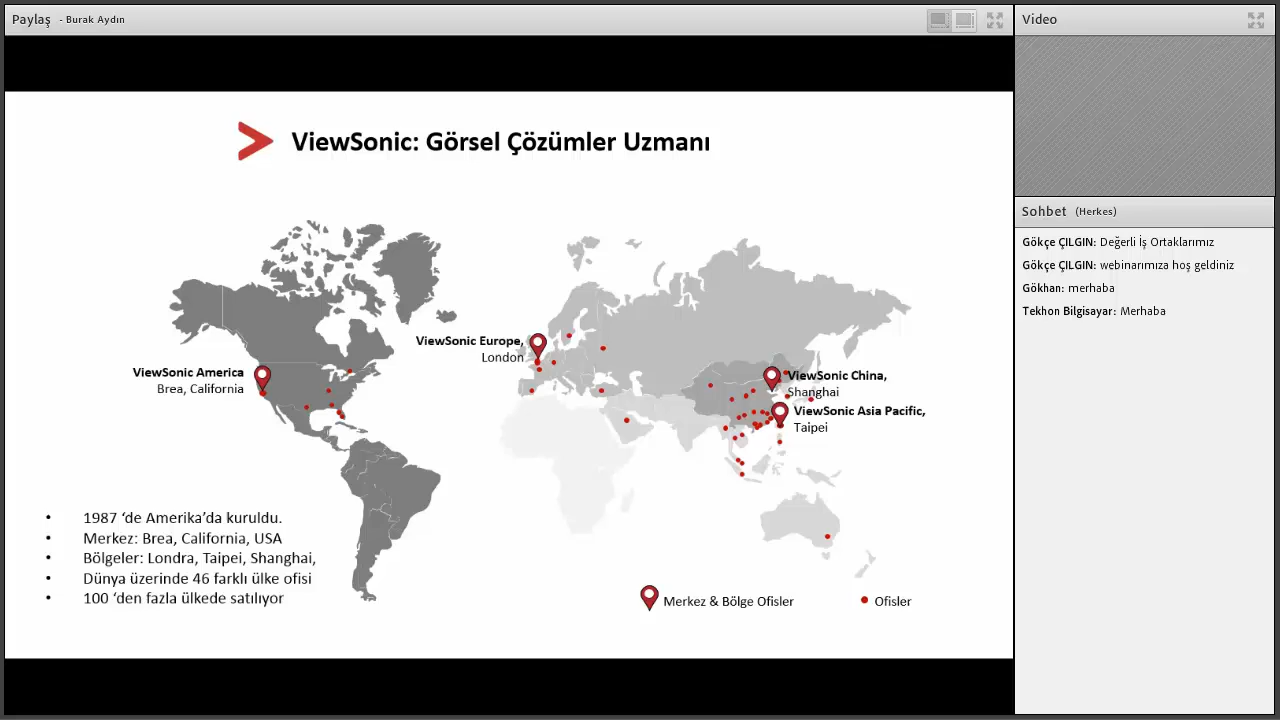 Paylaş - Burak Aydın
Video
ViewSonic: Görsel Çözümler Uzmanı
ViewSonic America
Brea, California
ViewSonic Europe,
London
ViewSonic China,
Shanghai
ViewSonic Asia Pacific,
Taipei
• 1987 ‘de Amerika’da kuruldu.
• Merkez: Brea, California, USA
• Bölgeler: Londra, Taipei, Shanghai,
• Dünya üzerinde 46 farklı ülke ofisi
• 100 ‘den fazla ülkede satılıyor
Merkez & Bölge Ofisler
Ofisler
Sohbet (Herkes)
Gökçe ÇILGIN: Değerli İş Ortaklarımız
Gökçe ÇILGIN: webinarımıza hoş geldiniz
Gökhan: merhaba
Tekhon Bilgisayar: Merhaba